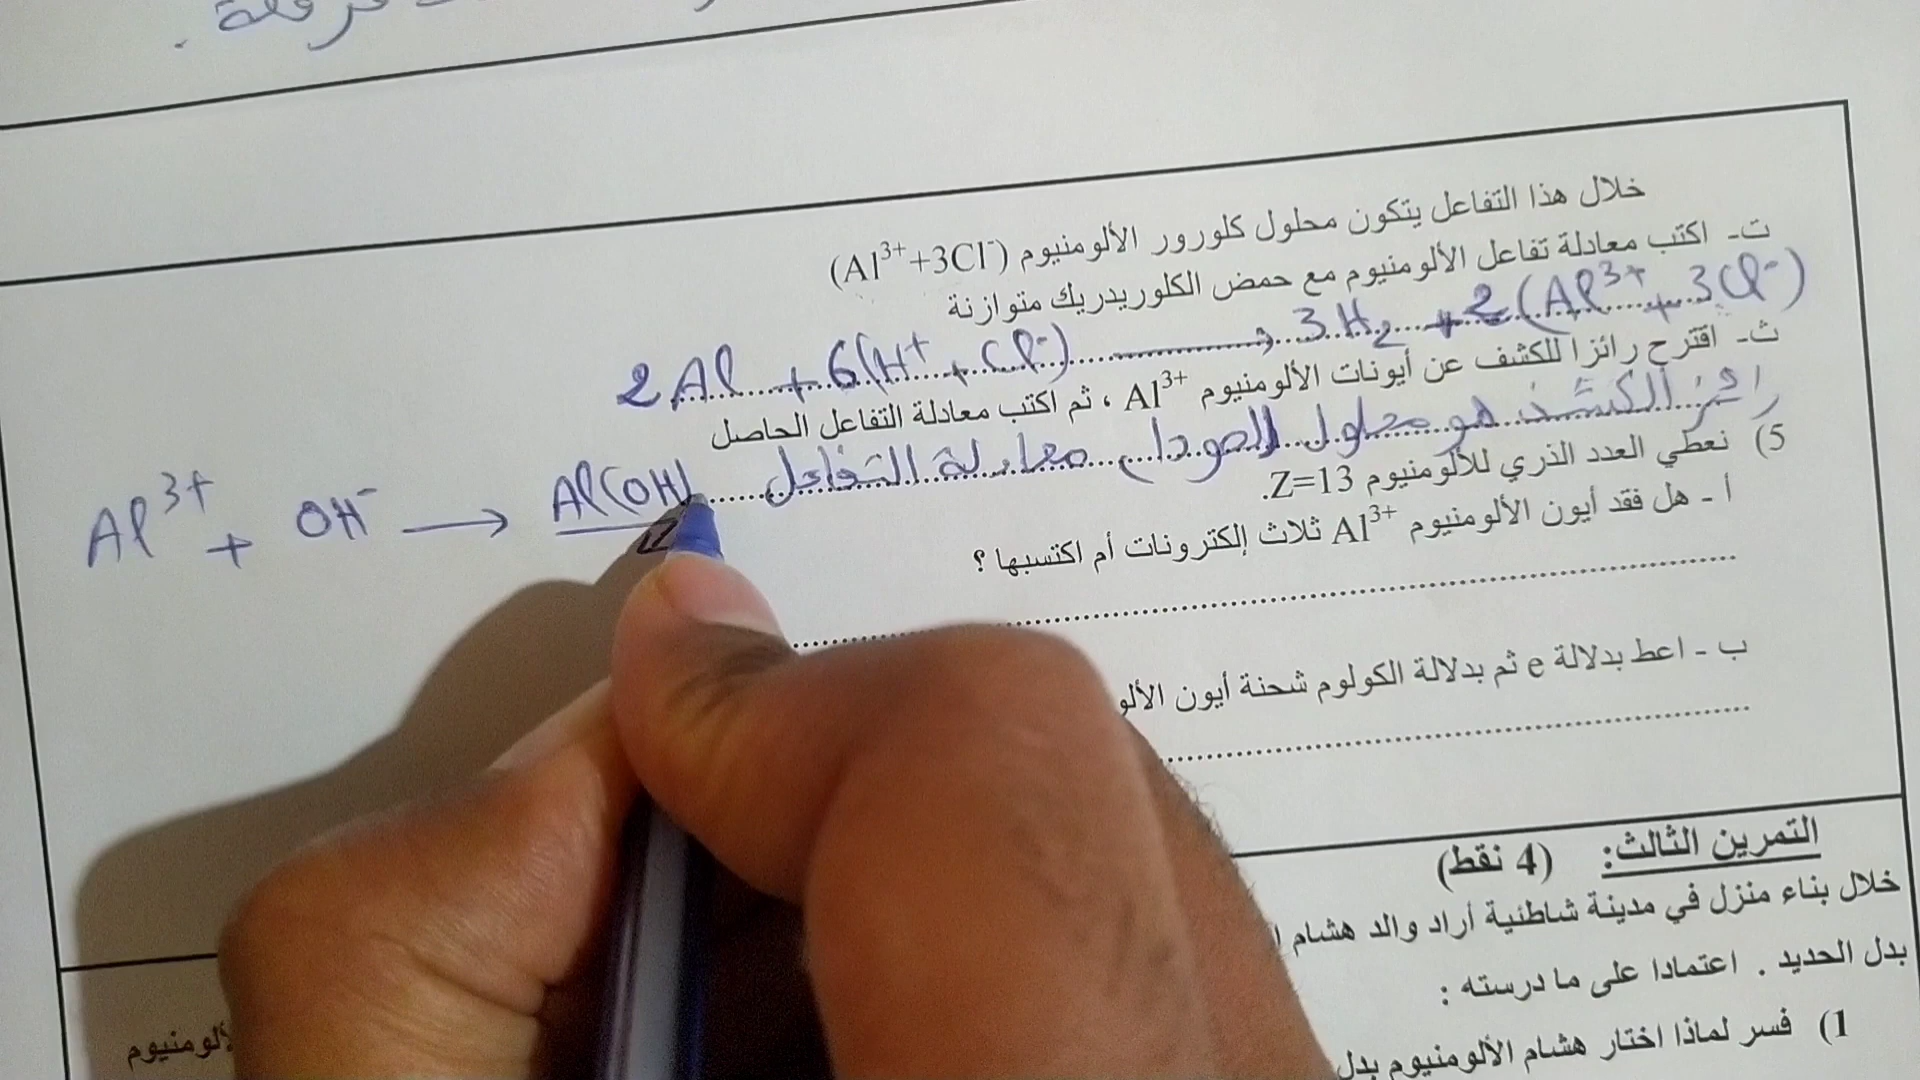 خلال هذا التفاعل يتكون محلول كلورور الألومنيوم (Al³⁺+3Cl⁻)
ت- اكتب معادلة تفاعل الألومنيوم مع حمض الكلوريدريك متوازنة
2Al + 6(H⁺ + Cl⁻) → 3H₂ + 2(Al³⁺ + 3Cl⁻)
ث- اقترح رائزا للكشف عن أيونات الألومنيوم Al³⁺ ، ثم اكتب معادلة التفاعل الحاصل
رائز الكشف هو محلول الصودا، معادلة التفاعل
Al³⁺ + OH⁻ → Al(OH)
5) نعطي العدد الذري للألومنيوم Z=13.
أ - هل فقد أيون الألومنيوم Al³⁺ ثلاث إلكترونات أم اكتسبها ؟
ب - اعط بدلالة e ثم بدلالة الكولوم شحنة أيون الألو
التمرين الثالث: (4 نقط)
خلال بناء منزل في مدينة شاطئية أراد والد هشام
بدل الحديد . اعتمادا على ما درسته :
1) فسر لماذا اختار هشام الألومنيوم بدل